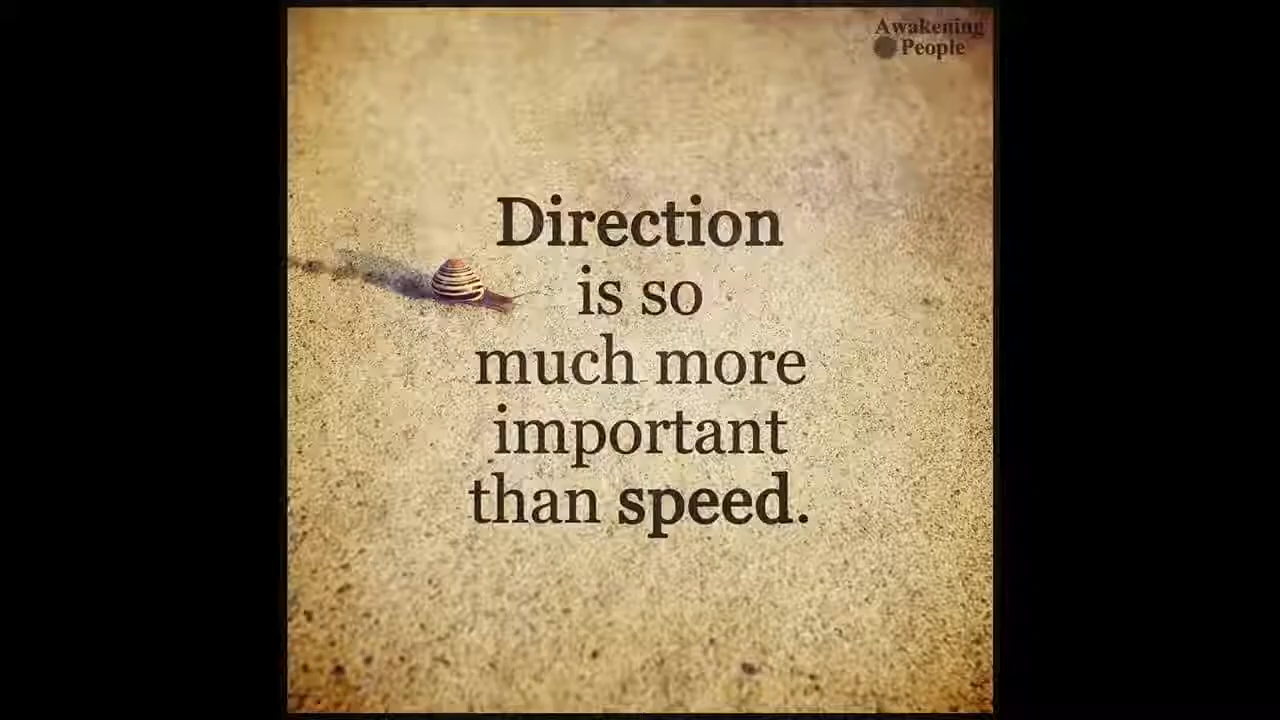 Awakening
People
Direction
is so
much more
important
than speed.